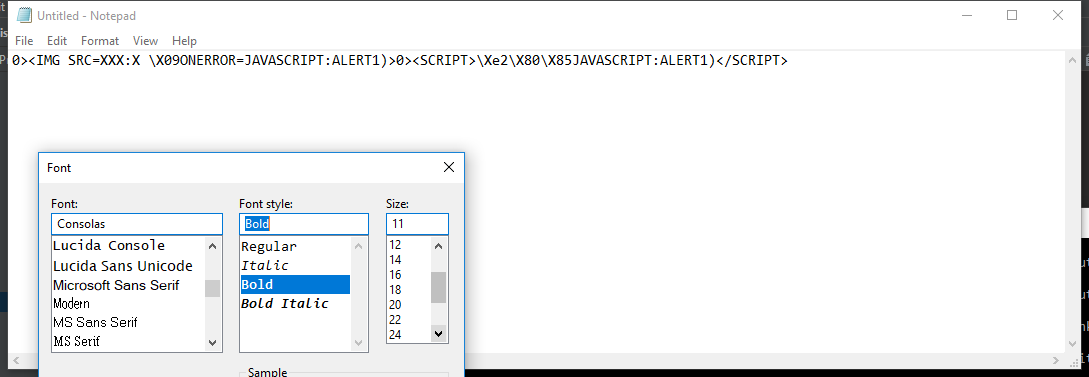 Untitled - Notepad
File Edit Format View Help
0><IMG SRC=XXX:X \X09ONERROR=JAVASCRIPT:ALERT1)>0><SCRIPT>\Xe2\X80\X85JAVASCRIPT:ALERT1)</SCRIPT>
Font
Font: Font style: Size:
Consolas Bold 11
Lucida Console Regular 12
Lucida Sans Unicode Italic 14
Microsoft Sans Serif Bold 16
Modern Bold Italic 18
MS Sans Serif 20
MS Serif 22
24
Sample